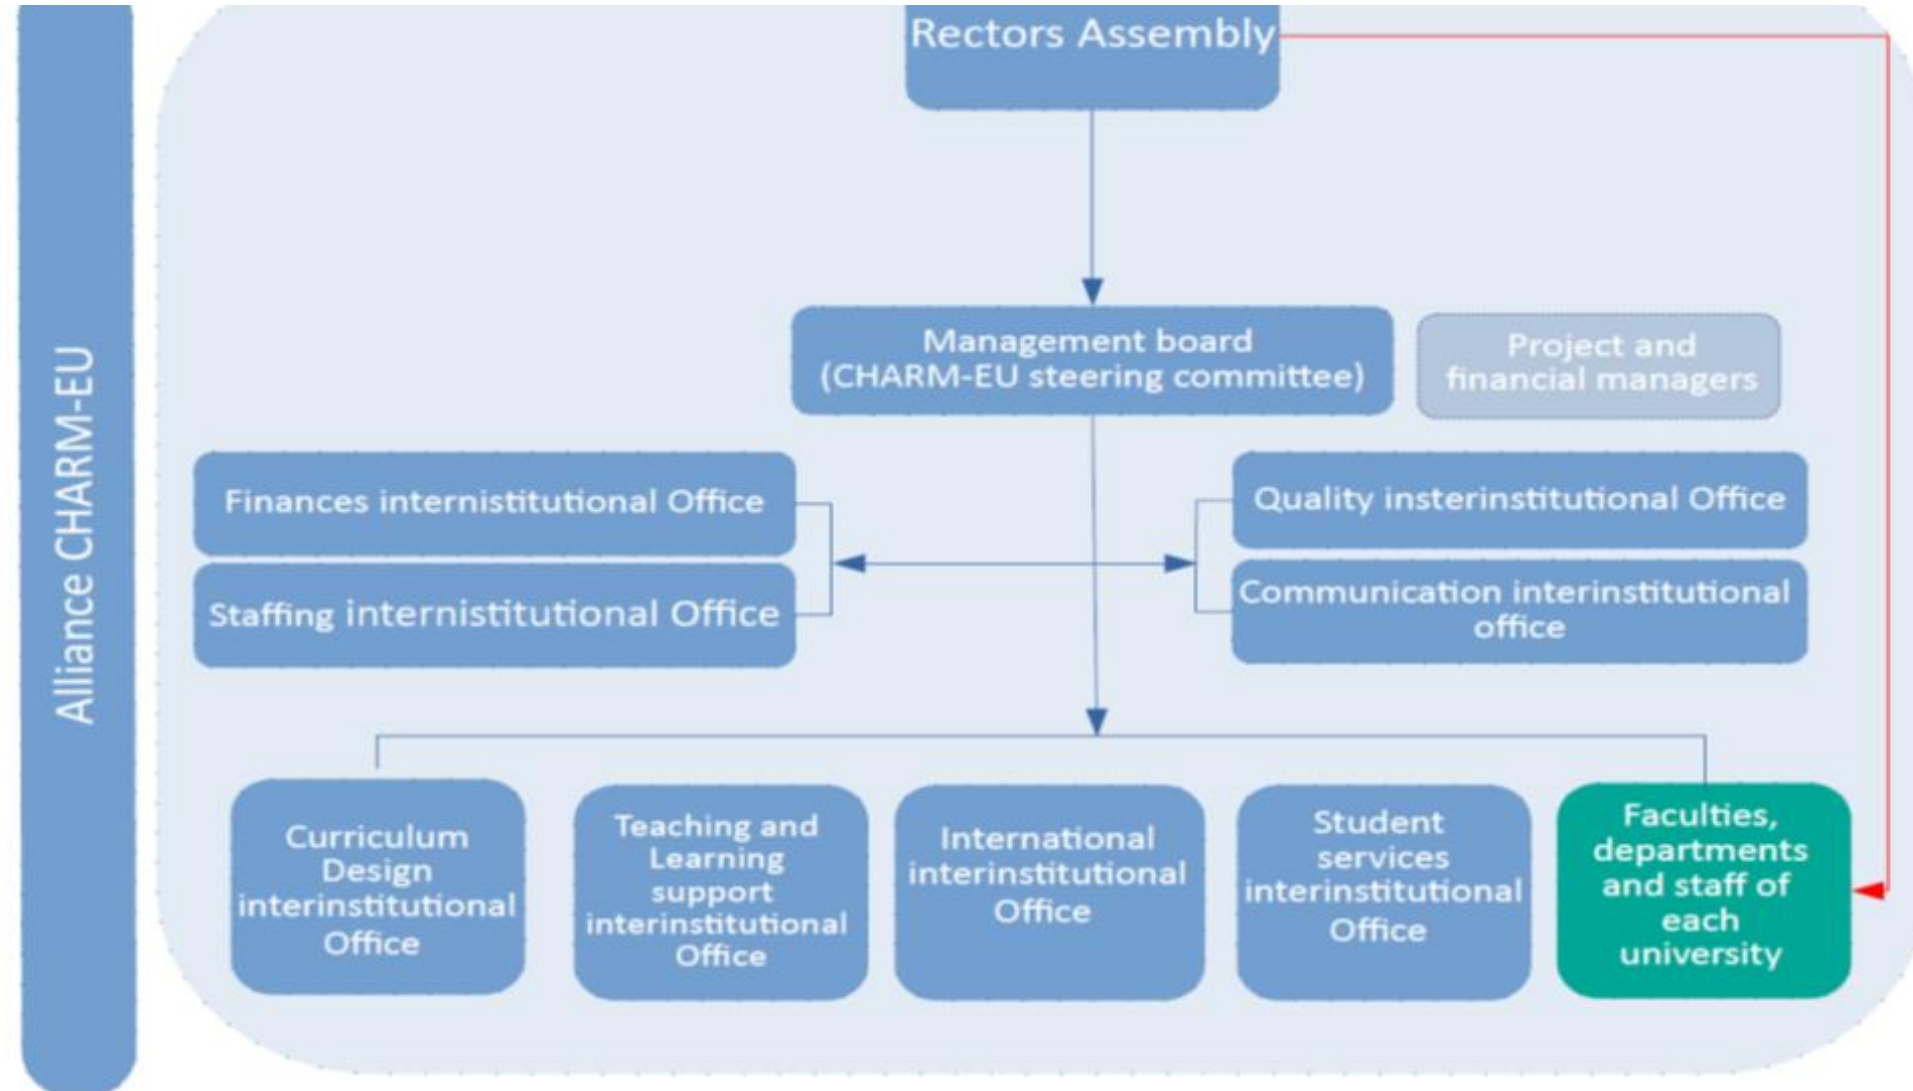 Alliance CHARM-EU
Rectors Assembly
Management board
(CHARM-EU steering committee)
Project and
financial managers
Finances internistitutional Office
Staffing internistitutional Office
Quality insterinstitutional Office
Communication interinstitutional
office
Curriculum
Design
interinstitutional
Office
Teaching and
Learning
support
interinstitutional
Office
International
interinstitutional
Office
Student
services
interinstitutional
Office
Faculties,
departments
and staff of
each
university